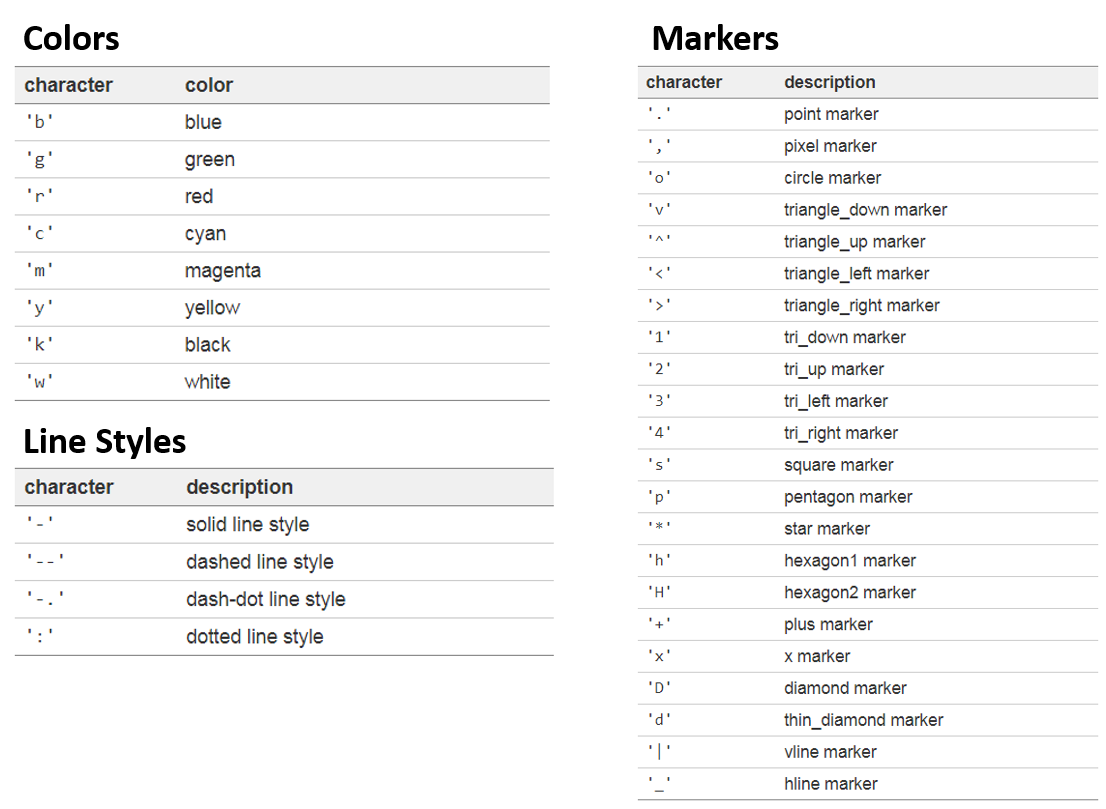 Colors
character color
'b' blue
'g' green
'r' red
'c' cyan
'm' magenta
'y' yellow
'k' black
'w' white
Line Styles
character description
'-' solid line style
'--' dashed line style
'-.' dash-dot line style
':' dotted line style
Markers
character description
'.' point marker
',' pixel marker
'o' circle marker
'v' triangle_down marker
'^' triangle_up marker
'<' triangle_left marker
'>' triangle_right marker
'1' tri_down marker
'2' tri_up marker
'3' tri_left marker
'4' tri_right marker
's' square marker
'p' pentagon marker
'*' star marker
'h' hexagon1 marker
'H' hexagon2 marker
'+' plus marker
'x' x marker
'D' diamond marker
'd' thin_diamond marker
'|' vline marker
'_' hline marker